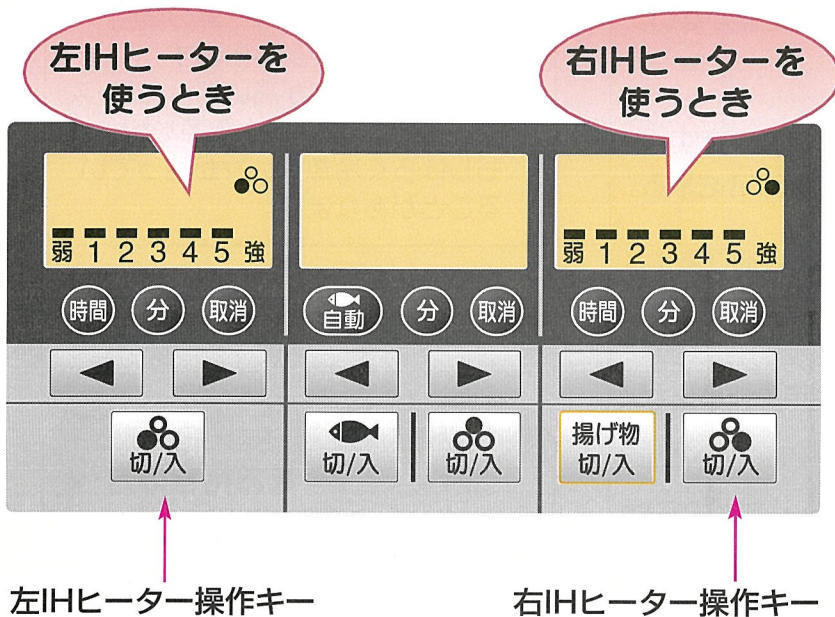 左IHヒーターを
使うとき
右IHヒーターを
使うとき
弱 1 2 3 4 5 強
弱 1 2 3 4 5 強
時間 分 取消
自動 分 取消
時間 分 取消
切/入
切/入
切/入
揚げ物
切/入
切/入
左IHヒーター操作キー
右IHヒーター操作キー